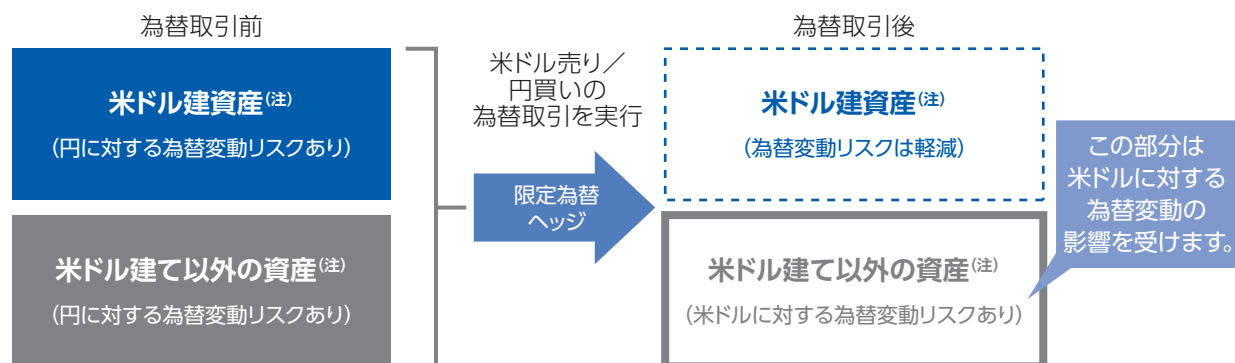 為替取引前
米ドル建資産(注)
(円に対する為替変動リスクあり)
米ドル建て以外の資産(注)
(円に対する為替変動リスクあり)
米ドル売り／
円買いの
為替取引を実行
限定為替
ヘッジ
為替取引後
米ドル建資産(注)
(為替変動リスクは軽減)
米ドル建て以外の資産(注)
(米ドルに対する為替変動リスクあり)
この部分は
米ドルに対する
為替変動の
影響を受けます。